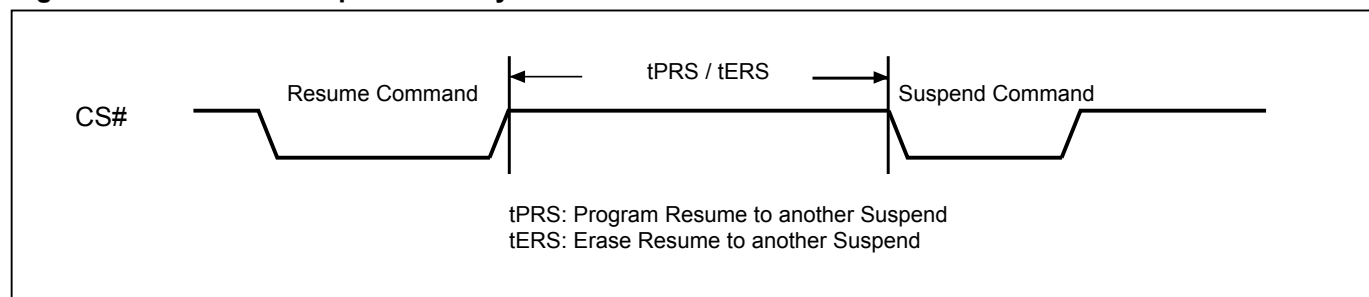 tPRS / tERS
Resume Command
Suspend Command
CS#
tPRS: Program Resume to another Suspend
tERS: Erase Resume to another Suspend